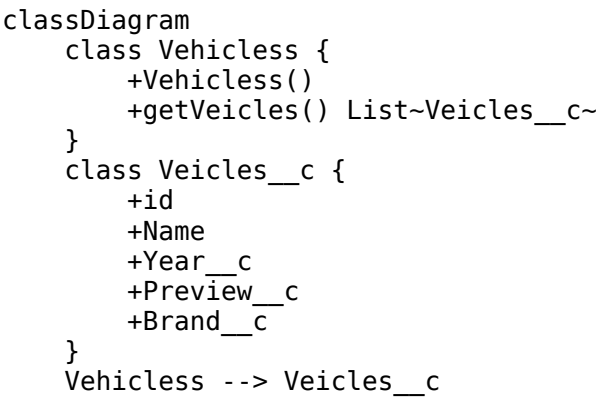 classDiagram
    class Vehicless {
        +Vehicless()
        +getVeicles() List~Veicles__c~
    }
    class Veicles__c {
        +id
        +Name
        +Year__c
        +Preview__c
        +Brand__c
    }
    Vehicless --> Veicles__c